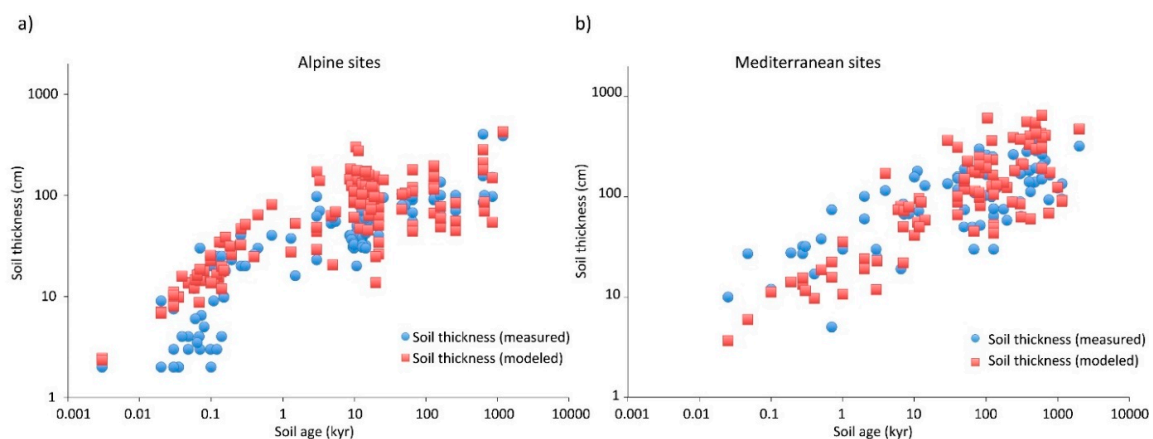 a)
Alpine sites
Soil thickness (cm)
1000
100
10
1
0.001 0.01 0.1 1 10 100 1000 10000
Soil age (kyr)
Soil thickness (measured)
Soil thickness (modeled)
b)
Mediterranean sites
Soil thickness (cm)
1000
100
10
1
0.01 0.1 1 10 100 1000 10000
Soil age (kyr)
Soil thickness (measured)
Soil thickness (modeled)